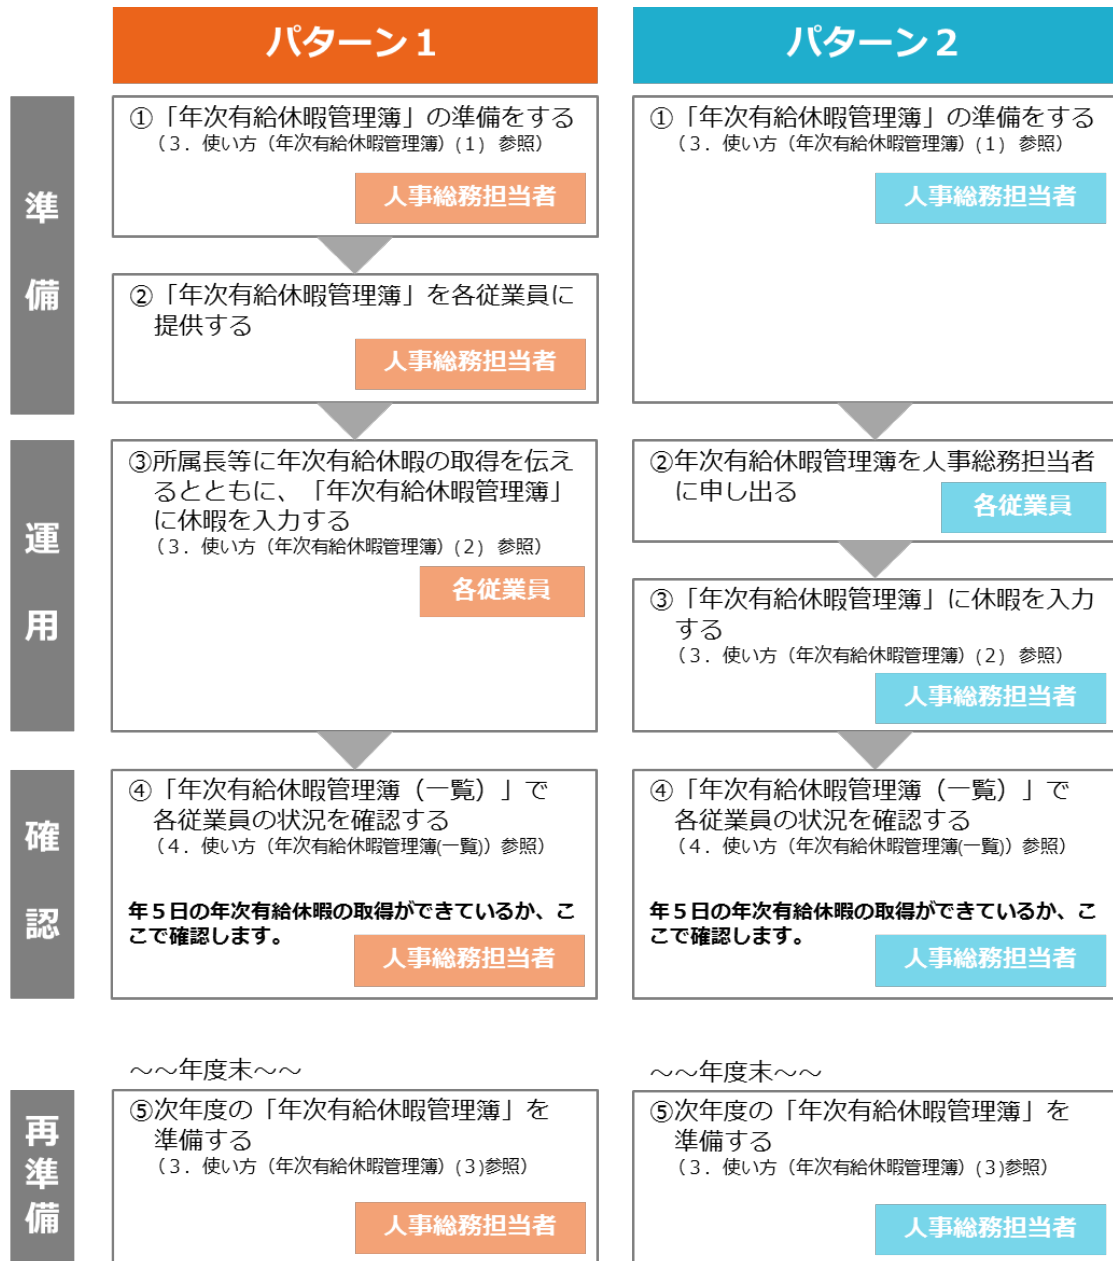 パターン１
パターン２
準備
①「年次有給休暇管理簿」の準備をする
（３．使い方（年次有給休暇管理簿）(１) 参照）
人事総務担当者
②「年次有給休暇管理簿」を各従業員に
提供する
人事総務担当者
①「年次有給休暇管理簿」の準備をする
（３．使い方（年次有給休暇管理簿）(１) 参照）
人事総務担当者
運用
③所属長等に年次有給休暇の取得を伝え
るとともに、「年次有給休暇管理簿」
に休暇を入力する
（３．使い方（年次有給休暇管理簿）(２) 参照）
各従業員
②年次有給休暇管理簿を人事総務担当者
に申し出る
各従業員
③「年次有給休暇管理簿」に休暇を入力
する
（３．使い方（年次有給休暇管理簿）(２) 参照）
人事総務担当者
確認
④「年次有給休暇管理簿（一覧）」で
各従業員の状況を確認する
（４．使い方（年次有給休暇管理簿(一覧)）参照）
年５日の年次有給休暇の取得ができているか、こ
こで確認します。
人事総務担当者
④「年次有給休暇管理簿（一覧）」で
各従業員の状況を確認する
（４．使い方（年次有給休暇管理簿(一覧)）参照）
年５日の年次有給休暇の取得ができているか、こ
こで確認します。
人事総務担当者
再準備
～～年度末～～
⑤次年度の「年次有給休暇管理簿」を
準備する
（３．使い方（年次有給休暇管理簿）(３)参照）
人事総務担当者
～～年度末～～
⑤次年度の「年次有給休暇管理簿」を
準備する
（３．使い方（年次有給休暇管理簿）(３)参照）
人事総務担当者